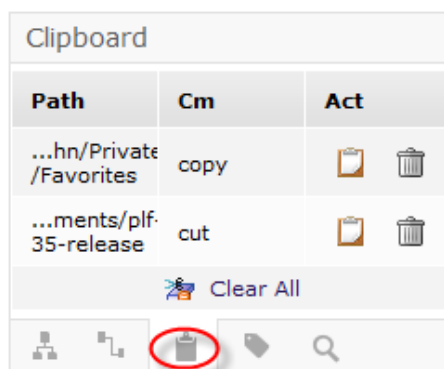 Clipboard
Path Cm Act
...hn/Private
/Favorites copy
...ments/plf-
35-release cut
Clear All